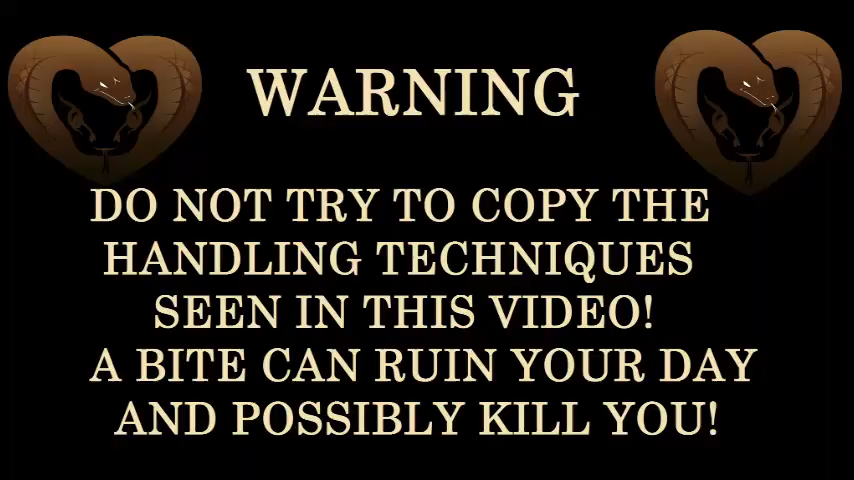 WARNING
DO NOT TRY TO COPY THE
HANDLING TECHNIQUES
SEEN IN THIS VIDEO!
A BITE CAN RUIN YOUR DAY
AND POSSIBLY KILL YOU!